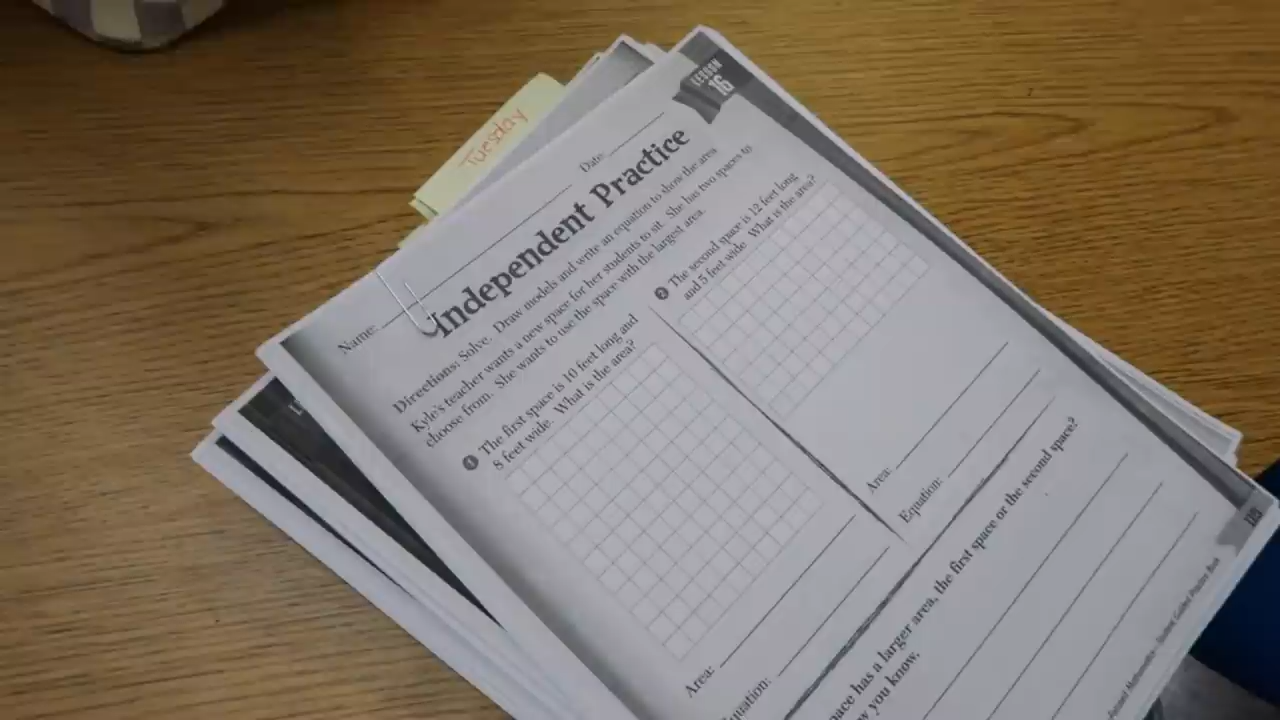 Tuesday
LESSON
16
Name: Date:
Independent Practice
Directions: Solve. Draw models and write an equation to show the area
Kyle's teacher wants a new space for her students to sit. She has two spaces to
choose from. She wants to use the space with the largest area.
1 The first space is 10 feet long and
8 feet wide. What is the area?
Area:
quation:
2 The second space is 12 feet long
and 5 feet wide. What is the area?
Area:
Equation:
pace has a larger area, the first space or the second space?
w you know.